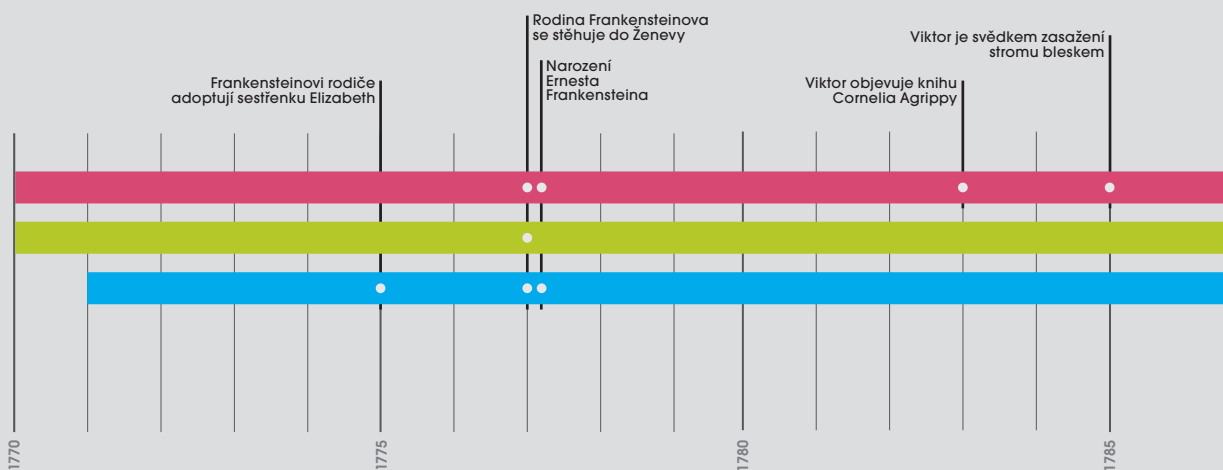 Rodina Frankensteinova
se stěhuje do Ženevy
Viktor je svědkem zasažení
stromu bleskem
Narození
Ernesta
Frankensteina
Frankensteinovi rodiče
adoptují sestřenku Elizabeth
Viktor objevuje knihu
Cornelia Agrippy
1770
1775
1780
1785